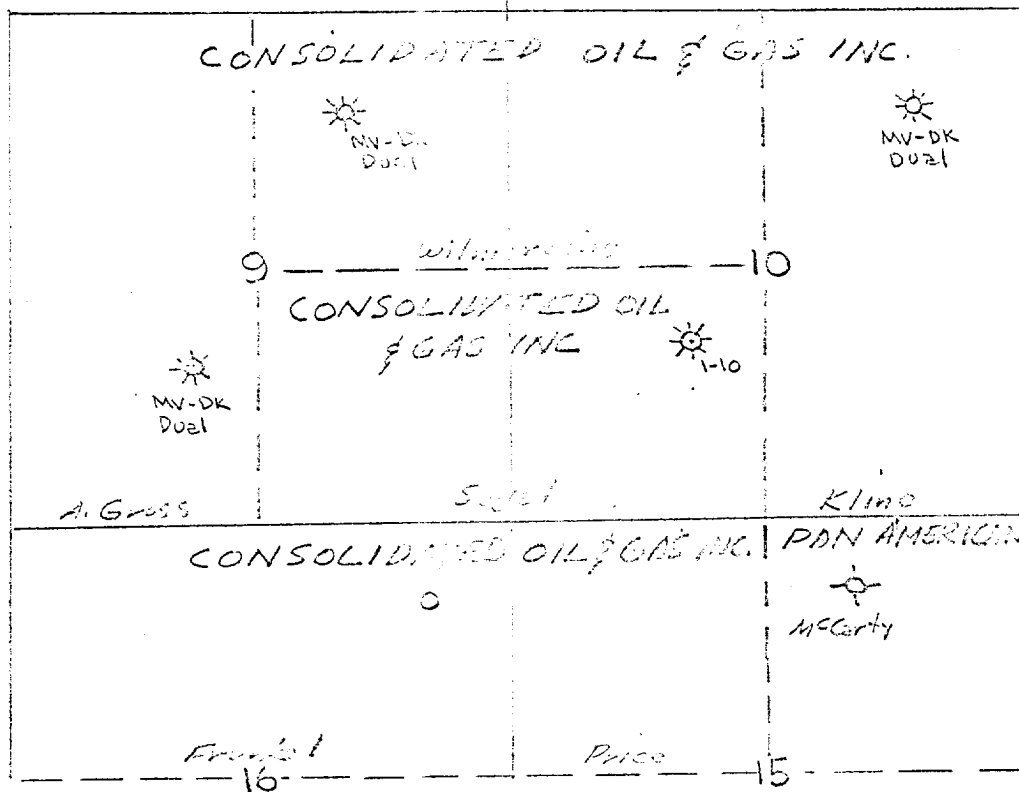 CONSOLIDATED OIL & GAS INC.
MV-DK
Dual
MV-DK
Dual
9
10
CONSOLIDATED OIL
& GAS INC
1-10
MV-DK
Dual
A. Gross
Kline
CONSOLIDATED OIL & GAS INC.
PAN AMERICAN
McCarty
Price
16
15